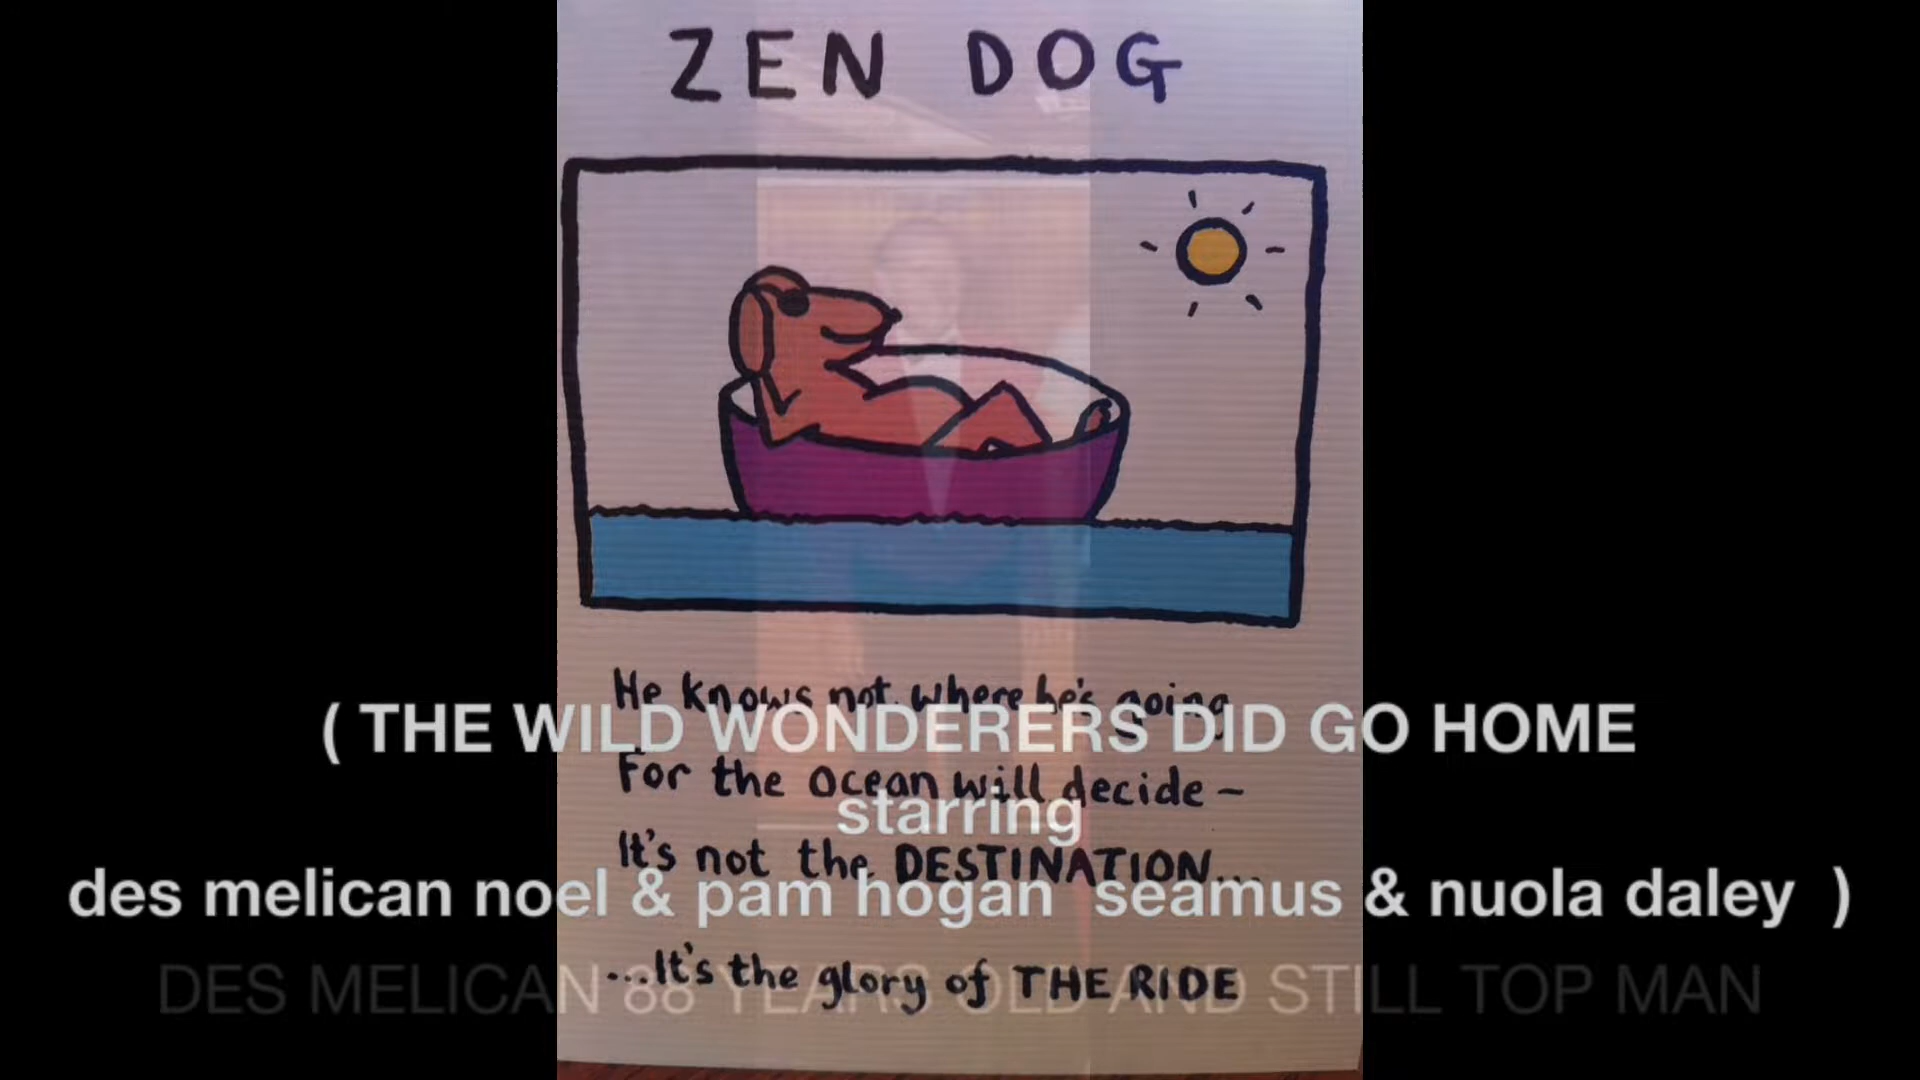 ZEN DOG
He knows not where he's going
( THE WILD WONDERERS DID GO HOME
For the ocean will decide –
starring
It's not the DESTINATION...
des melican noel & pam hogan seamus & nuola daley )
...It's the glory of THE RIDE
DES MELICAN 88 YEARS OLD AND STILL TOP MAN